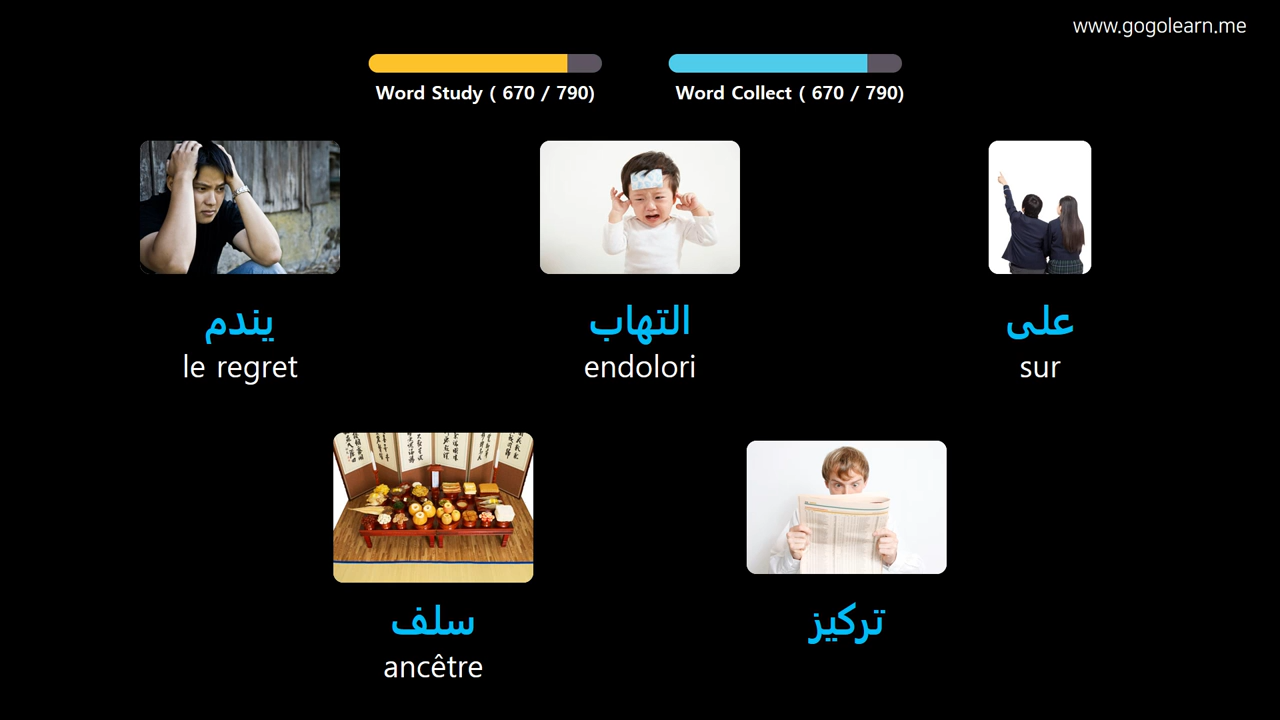 www.gogolearn.me
Word Study ( 670 / 790)
Word Collect ( 670 / 790)
يندم
le regret
التهاب
endolori
على
sur
سلف
ancêtre
تركيز